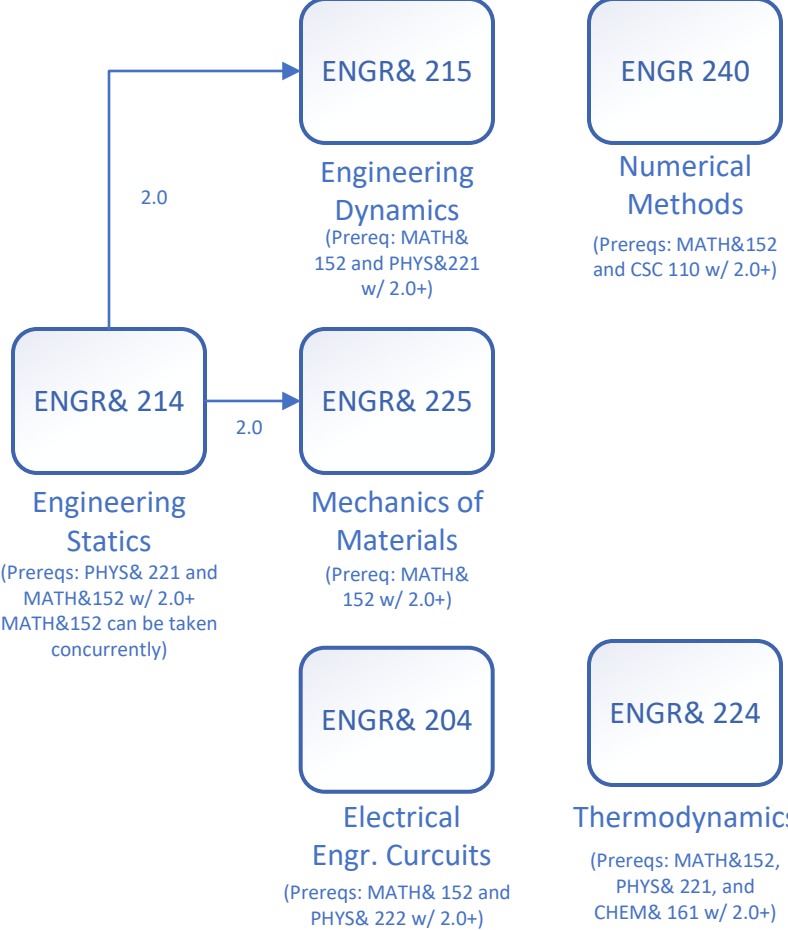 ENGR& 215
ENGR 240
2.0
Engineering
Dynamics
(Prereq: MATH&
152 and PHYS&221
w/ 2.0+)
Numerical
Methods
(Prereqs: MATH&152
and CSC 110 w/ 2.0+)
ENGR& 214
2.0
ENGR& 225
Engineering
Statics
(Prereqs: PHYS& 221 and
MATH&152 w/ 2.0+
MATH&152 can be taken
concurrently)
Mechanics of
Materials
(Prereq: MATH&
152 w/ 2.0+)
ENGR& 204
ENGR& 224
Electrical
Engr. Curcuits
(Prereqs: MATH& 152 and
PHYS& 222 w/ 2.0+)
Thermodynamics
(Prereqs: MATH&152,
PHYS& 221, and
CHEM& 161 w/ 2.0+)